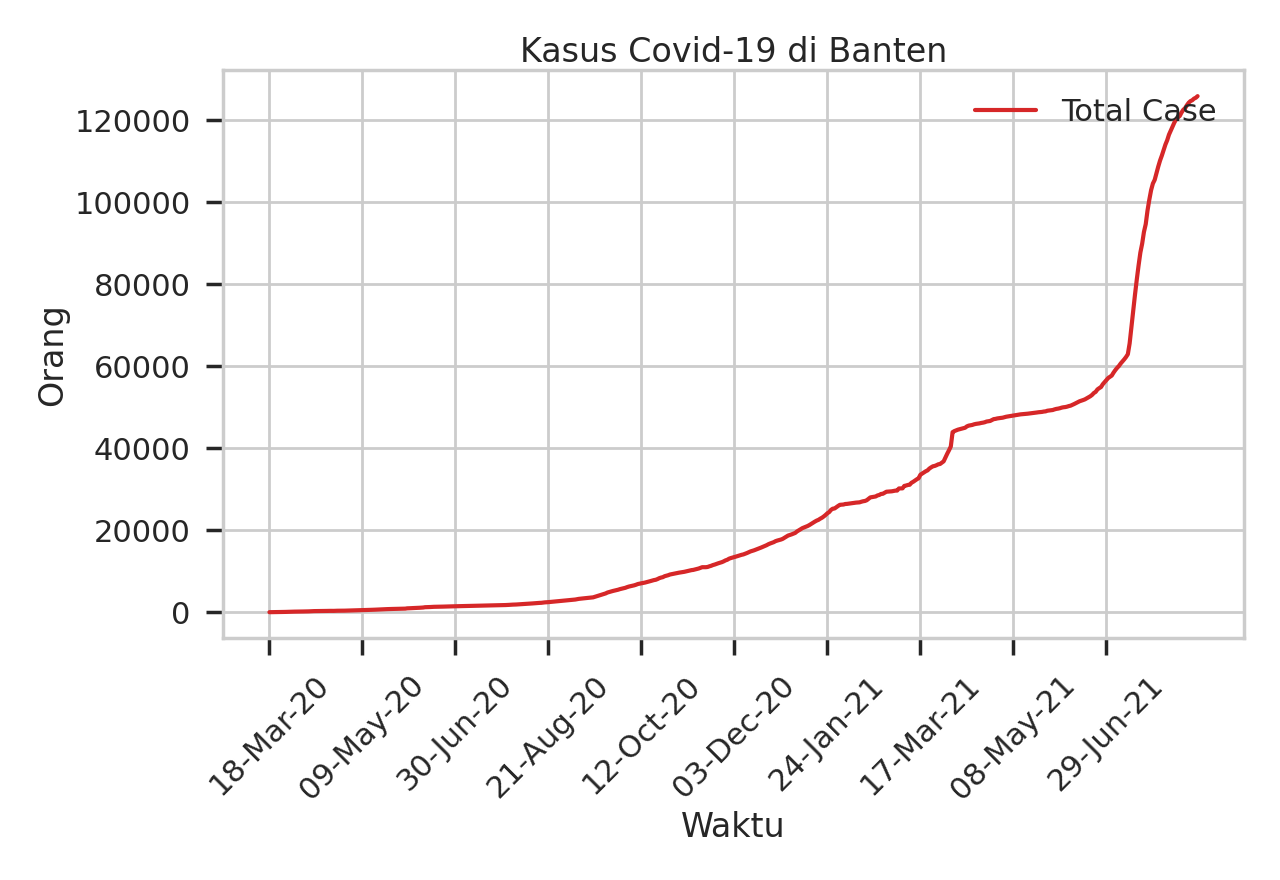 Kasus Covid-19 di Banten
Total Case
120000
100000
80000
60000
40000
20000
0
Orang
18-Mar-20
09-May-20
30-Jun-20
21-Aug-20
12-Oct-20
03-Dec-20
24-Jan-21
17-Mar-21
08-May-21
29-Jun-21
Waktu